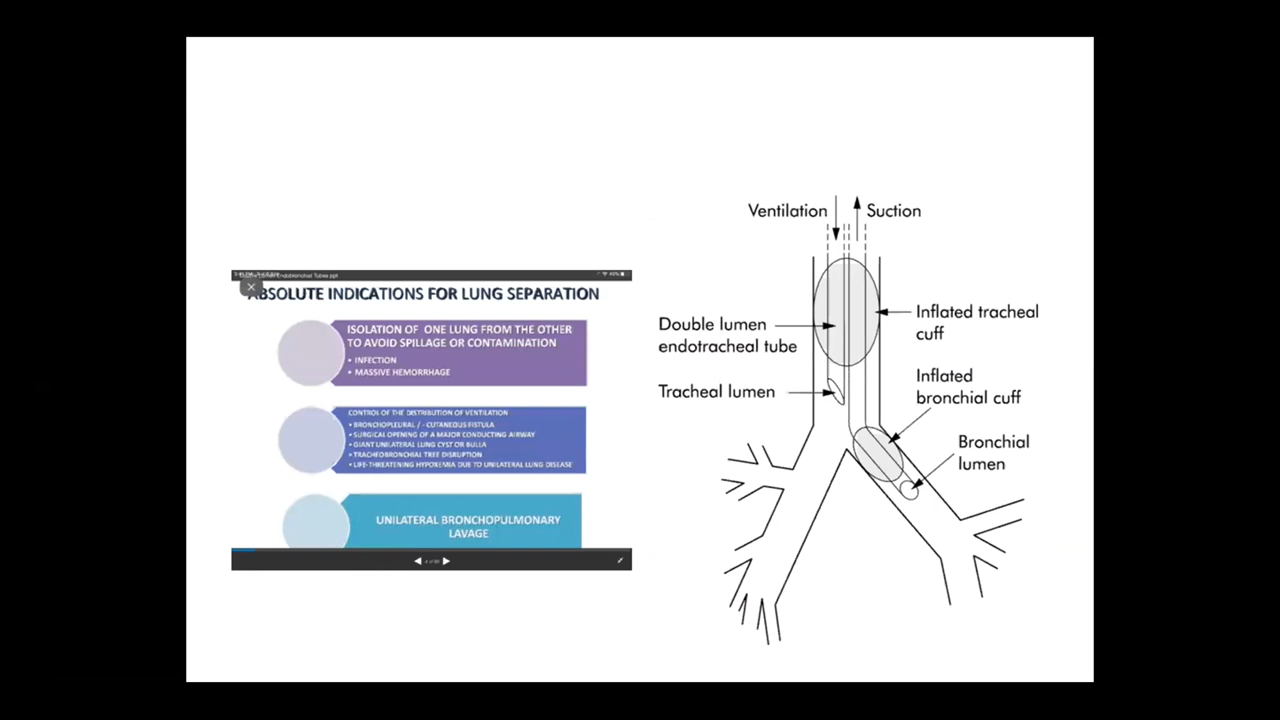 ABSOLUTE INDICATIONS FOR LUNG SEPARATION
ISOLATION OF ONE LUNG FROM THE OTHER
TO AVOID SPILLAGE OR CONTAMINATION
• INFECTION
• MASSIVE HEMORRHAGE
CONTROL OF THE DISTRIBUTION OF VENTILATION
• BRONCHOPLEURAL / - CUTANEOUS FISTULA
• SURGICAL OPENING OF A MAJOR CONDUCTING AIRWAY
• GIANT UNILATERAL LUNG CYST OR BULLA
• TRACHEOBRONCHIAL TREE DISRUPTION
• LIFE-THREATENING HYPOXEMIA DUE TO UNILATERAL LUNG DISEASE
UNILATERAL BRONCHOPULMONARY
LAVAGE
Ventilation
Suction
Double lumen
endotracheal tube
Tracheal lumen
Inflated tracheal
cuff
Inflated
bronchial cuff
Bronchial
lumen